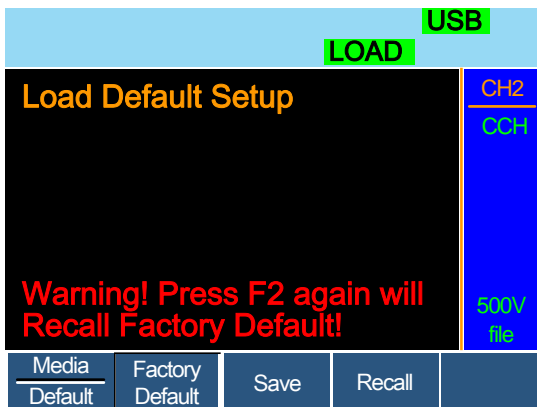 USB
LOAD
Load Default Setup
CH2
CCH
Warning! Press F2 again will
Recall Factory Default!
500V
file
Media
Default
Factory
Default
Save
Recall